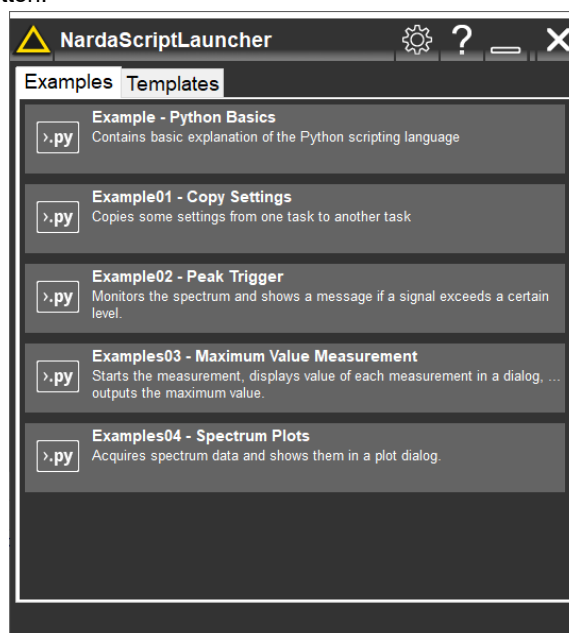 NardaScriptLauncher
?
Examples Templates
Example - Python Basics
>.py
Contains basic explanation of the Python scripting language
Example01 - Copy Settings
>.py
Copies some settings from one task to another task
Example02 - Peak Trigger
>.py
Monitors the spectrum and shows a message if a signal exceeds a certain
level.
Examples03 - Maximum Value Measurement
>.py
Starts the measurement, displays value of each measurement in a dialog, ...
outputs the maximum value.
Examples04 - Spectrum Plots
>.py
Acquires spectrum data and shows them in a plot dialog.